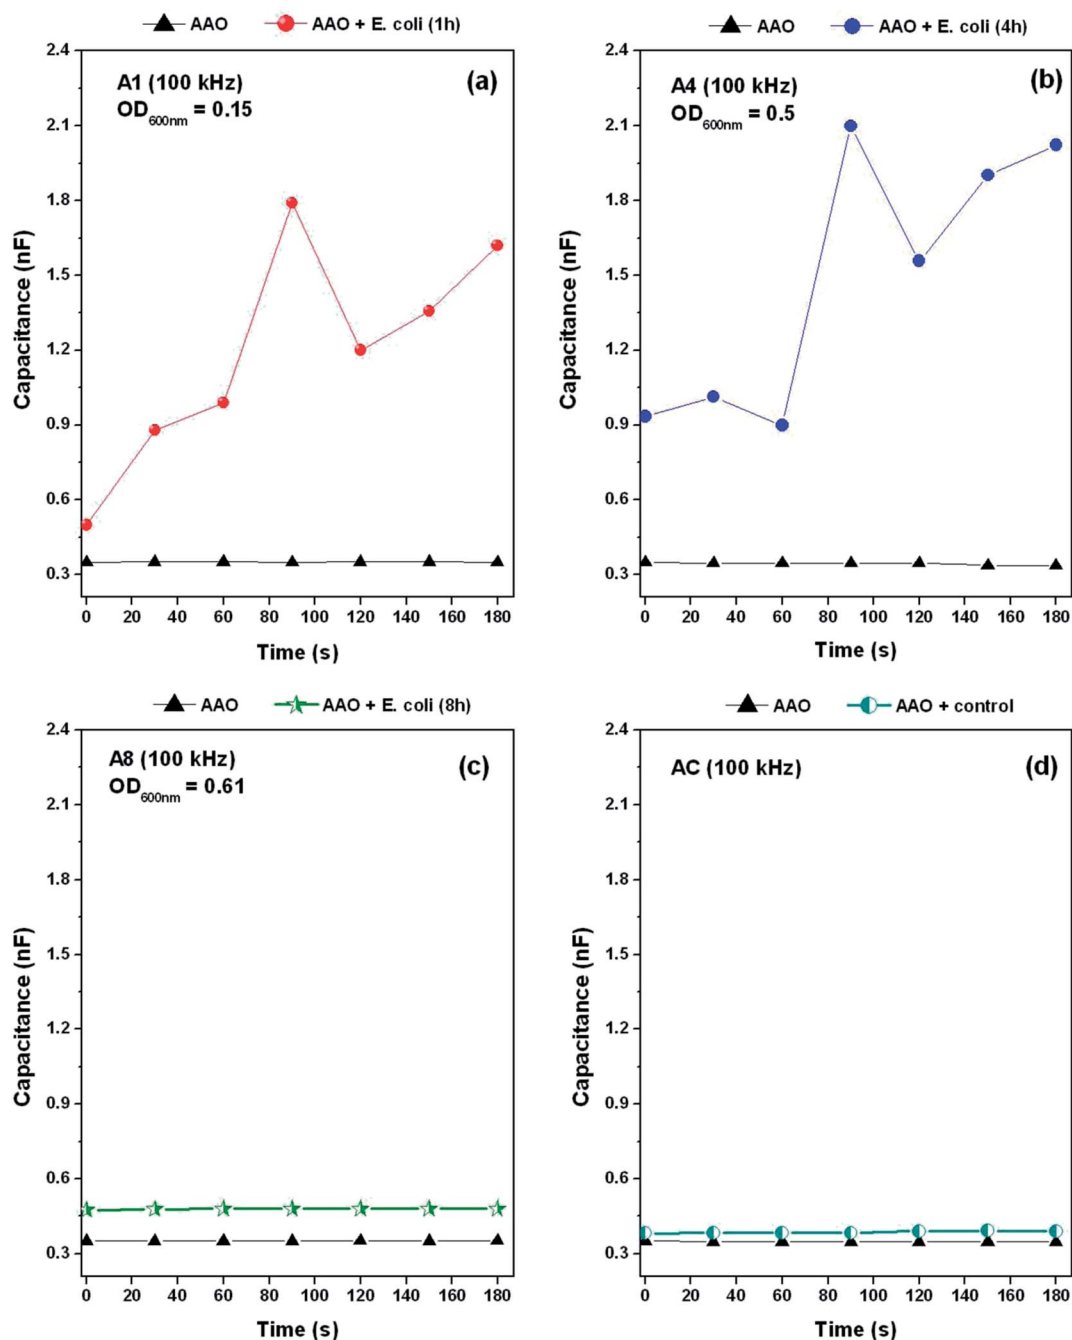 AAO AAO + E. coli (1h)
A1 (100 kHz)
OD600nm = 0.15
(a)
Capacitance (nF)
2.4
2.1
1.8
1.5
1.2
0.9
0.6
0.3
0 20 40 60 80 100 120 140 160 180
Time (s)
AAO AAO + E. coli (4h)
A4 (100 kHz)
OD600nm = 0.5
(b)
Capacitance (nF)
2.4
2.1
1.8
1.5
1.2
0.9
0.6
0.3
0 20 40 60 80 100 120 140 160 180
Time (s)
AAO AAO + E. coli (8h)
A8 (100 kHz)
OD600nm = 0.61
(c)
Capacitance (nF)
2.4
2.1
1.8
1.5
1.2
0.9
0.6
0.3
0 20 40 60 80 100 120 140 160 180
Time (s)
AAO AAO + control
AC (100 kHz)
(d)
Capacitance (nF)
2.4
2.1
1.8
1.5
1.2
0.9
0.6
0.3
0 20 40 60 80 100 120 140 160 180
Time (s)